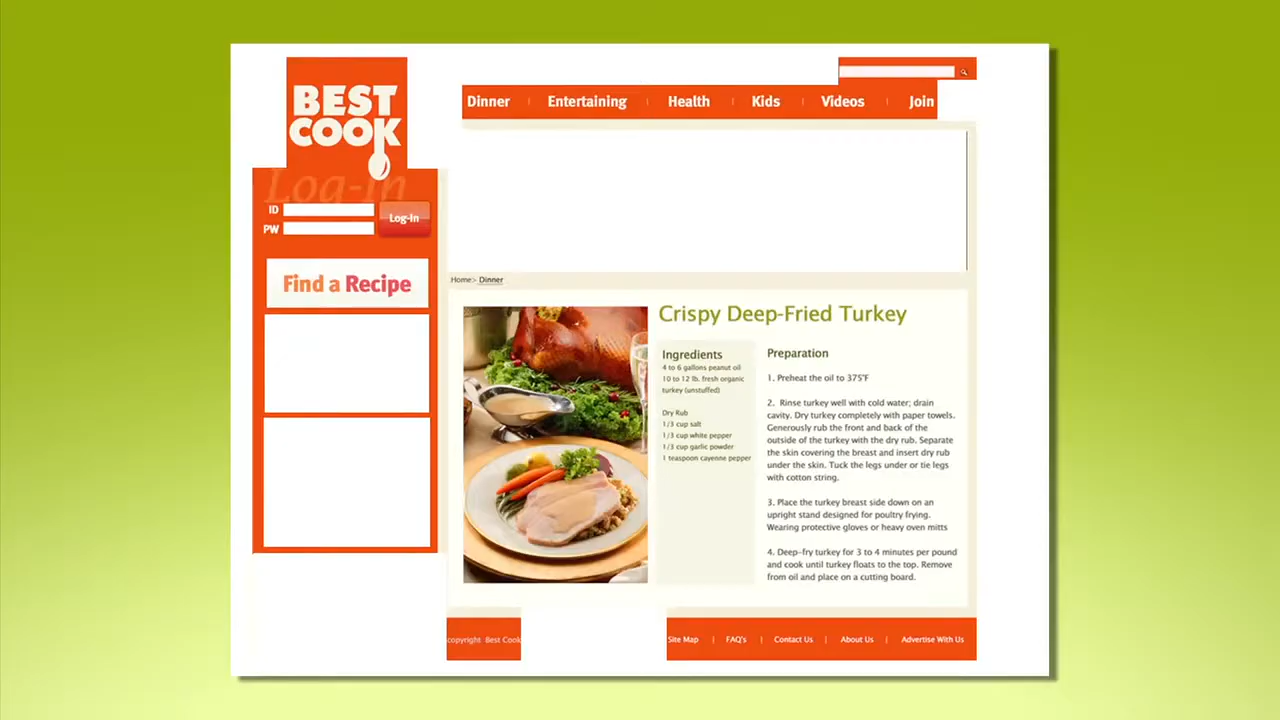 BEST
COOK
Dinner | Entertaining | Health | Kids | Videos | Join
Log-In
ID
PW
Log-In
Find a Recipe
Home> Dinner
Crispy Deep-Fried Turkey
Ingredients
4 to 6 gallons peanut oil
10 to 12 lb. fresh organic
turkey (unstuffed)
Dry Rub
1/3 cup salt
1/3 cup white pepper
1/3 cup garlic powder
1 teaspoon cayenne pepper
Preparation
1. Preheat the oil to 375°F
2. Rinse turkey well with cold water; drain
cavity. Dry turkey completely with paper towels.
Generously rub the front and back of the
outside of the turkey with the dry rub. Separate
the skin covering the breast and insert dry rub
under the skin. Tuck the legs under or tie legs
with cotton string.
3. Place the turkey breast side down on an
upright stand designed for poultry frying.
Wearing protective gloves or heavy oven mitts
4. Deep-fry turkey for 3 to 4 minutes per pound
and cook until turkey floats to the top. Remove
from oil and place on a cutting board.
copyright Best Cook
Site Map | FAQ's | Contact Us | About Us | Advertise With Us